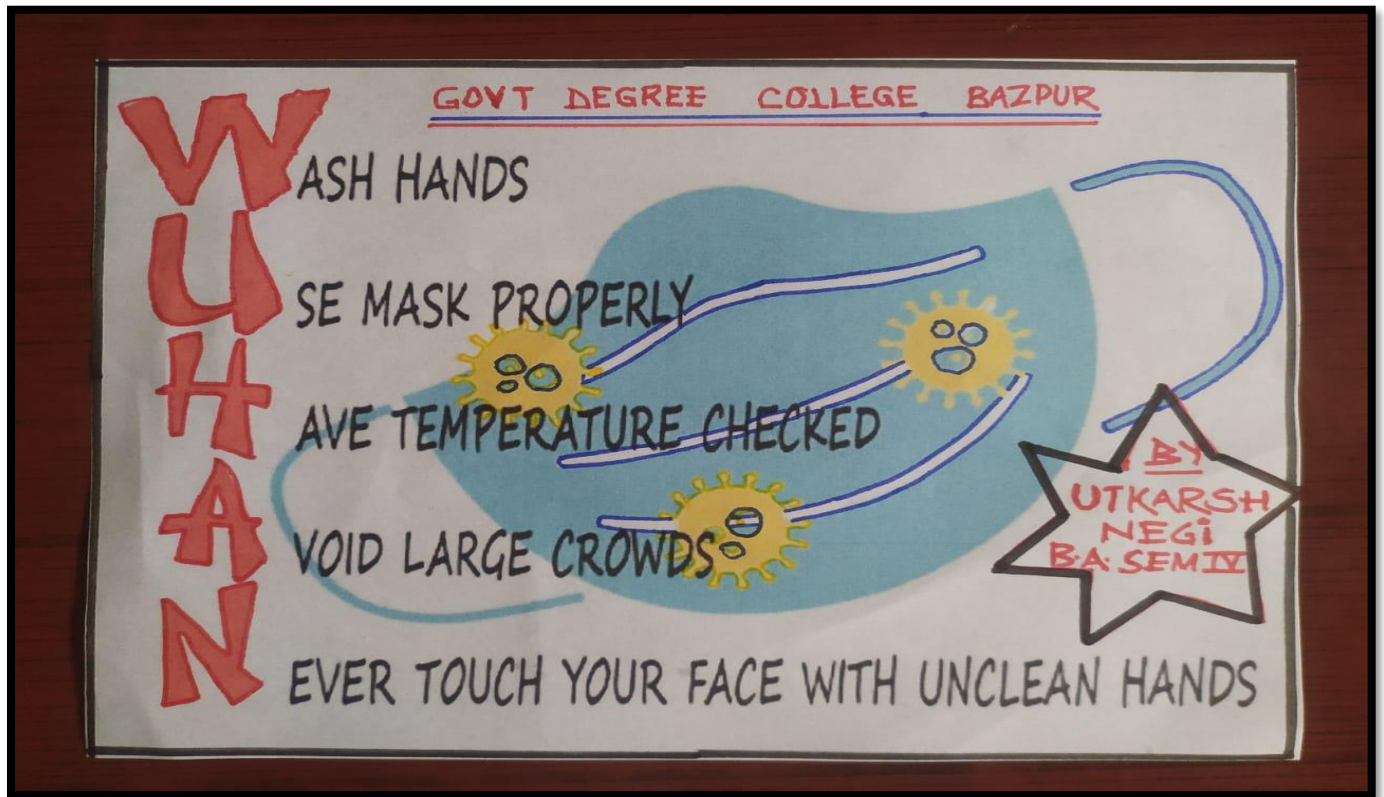 GOVT DEGREE COLLEGE BAZPUR
WASH HANDS
USE MASK PROPERLY
HAVE TEMPERATURE CHECKED
AVOID LARGE CROWDS
NEVER TOUCH YOUR FACE WITH UNCLEAN HANDS
BY
UTKARSH
NEGi
B.A. SEM IV